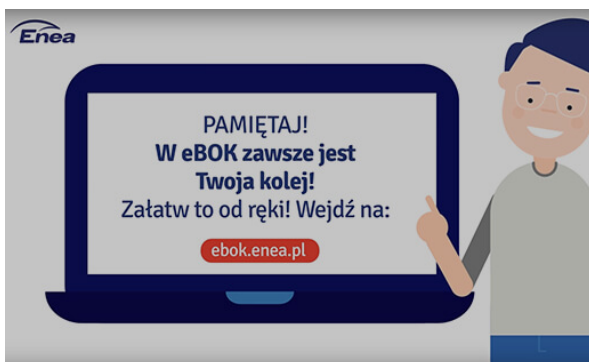 Enea
PAMIĘTAJ!
W eBOK zawsze jest
Twoja kolej!
Załatw to od ręki! Wejdź na:
ebok.enea.pl